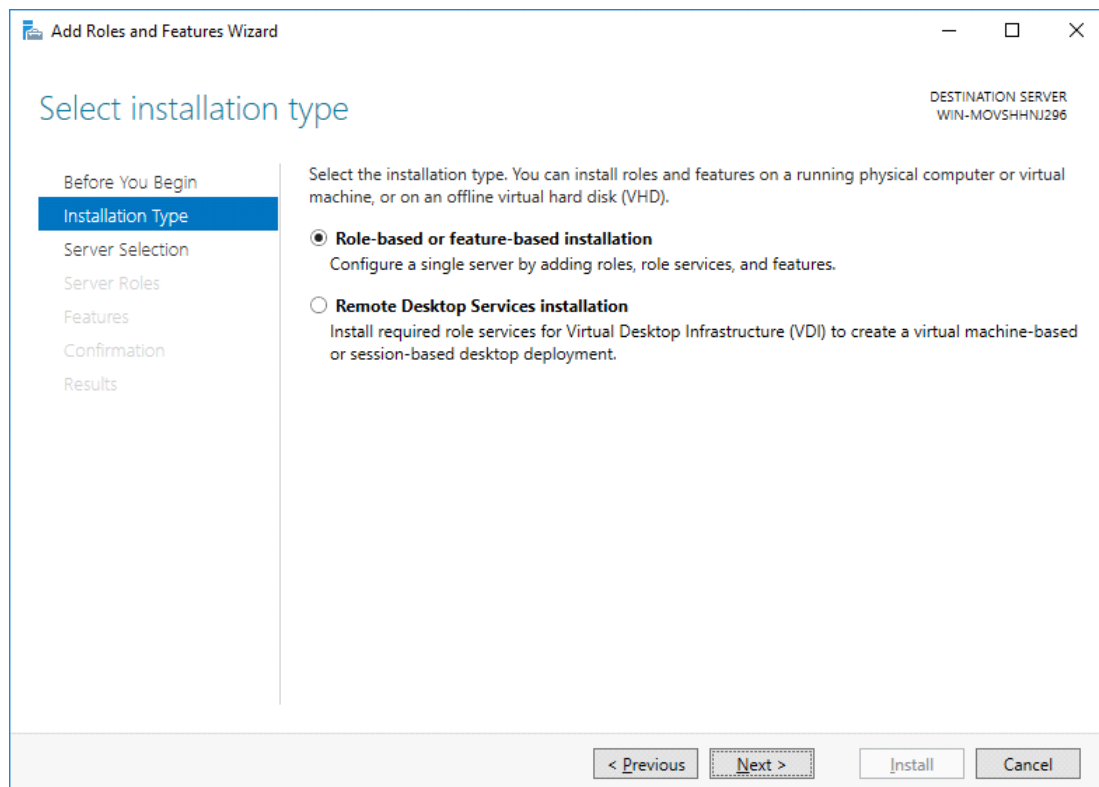 Add Roles and Features Wizard
Select installation type
DESTINATION SERVER
WIN-MOVSHHNJ296
Before You Begin
Installation Type
Server Selection
Server Roles
Features
Confirmation
Results
Select the installation type. You can install roles and features on a running physical computer or virtual
machine, or on an offline virtual hard disk (VHD).
Role-based or feature-based installation
Configure a single server by adding roles, role services, and features.
Remote Desktop Services installation
Install required role services for Virtual Desktop Infrastructure (VDI) to create a virtual machine-based
or session-based desktop deployment.
< Previous
Next >
Install
Cancel